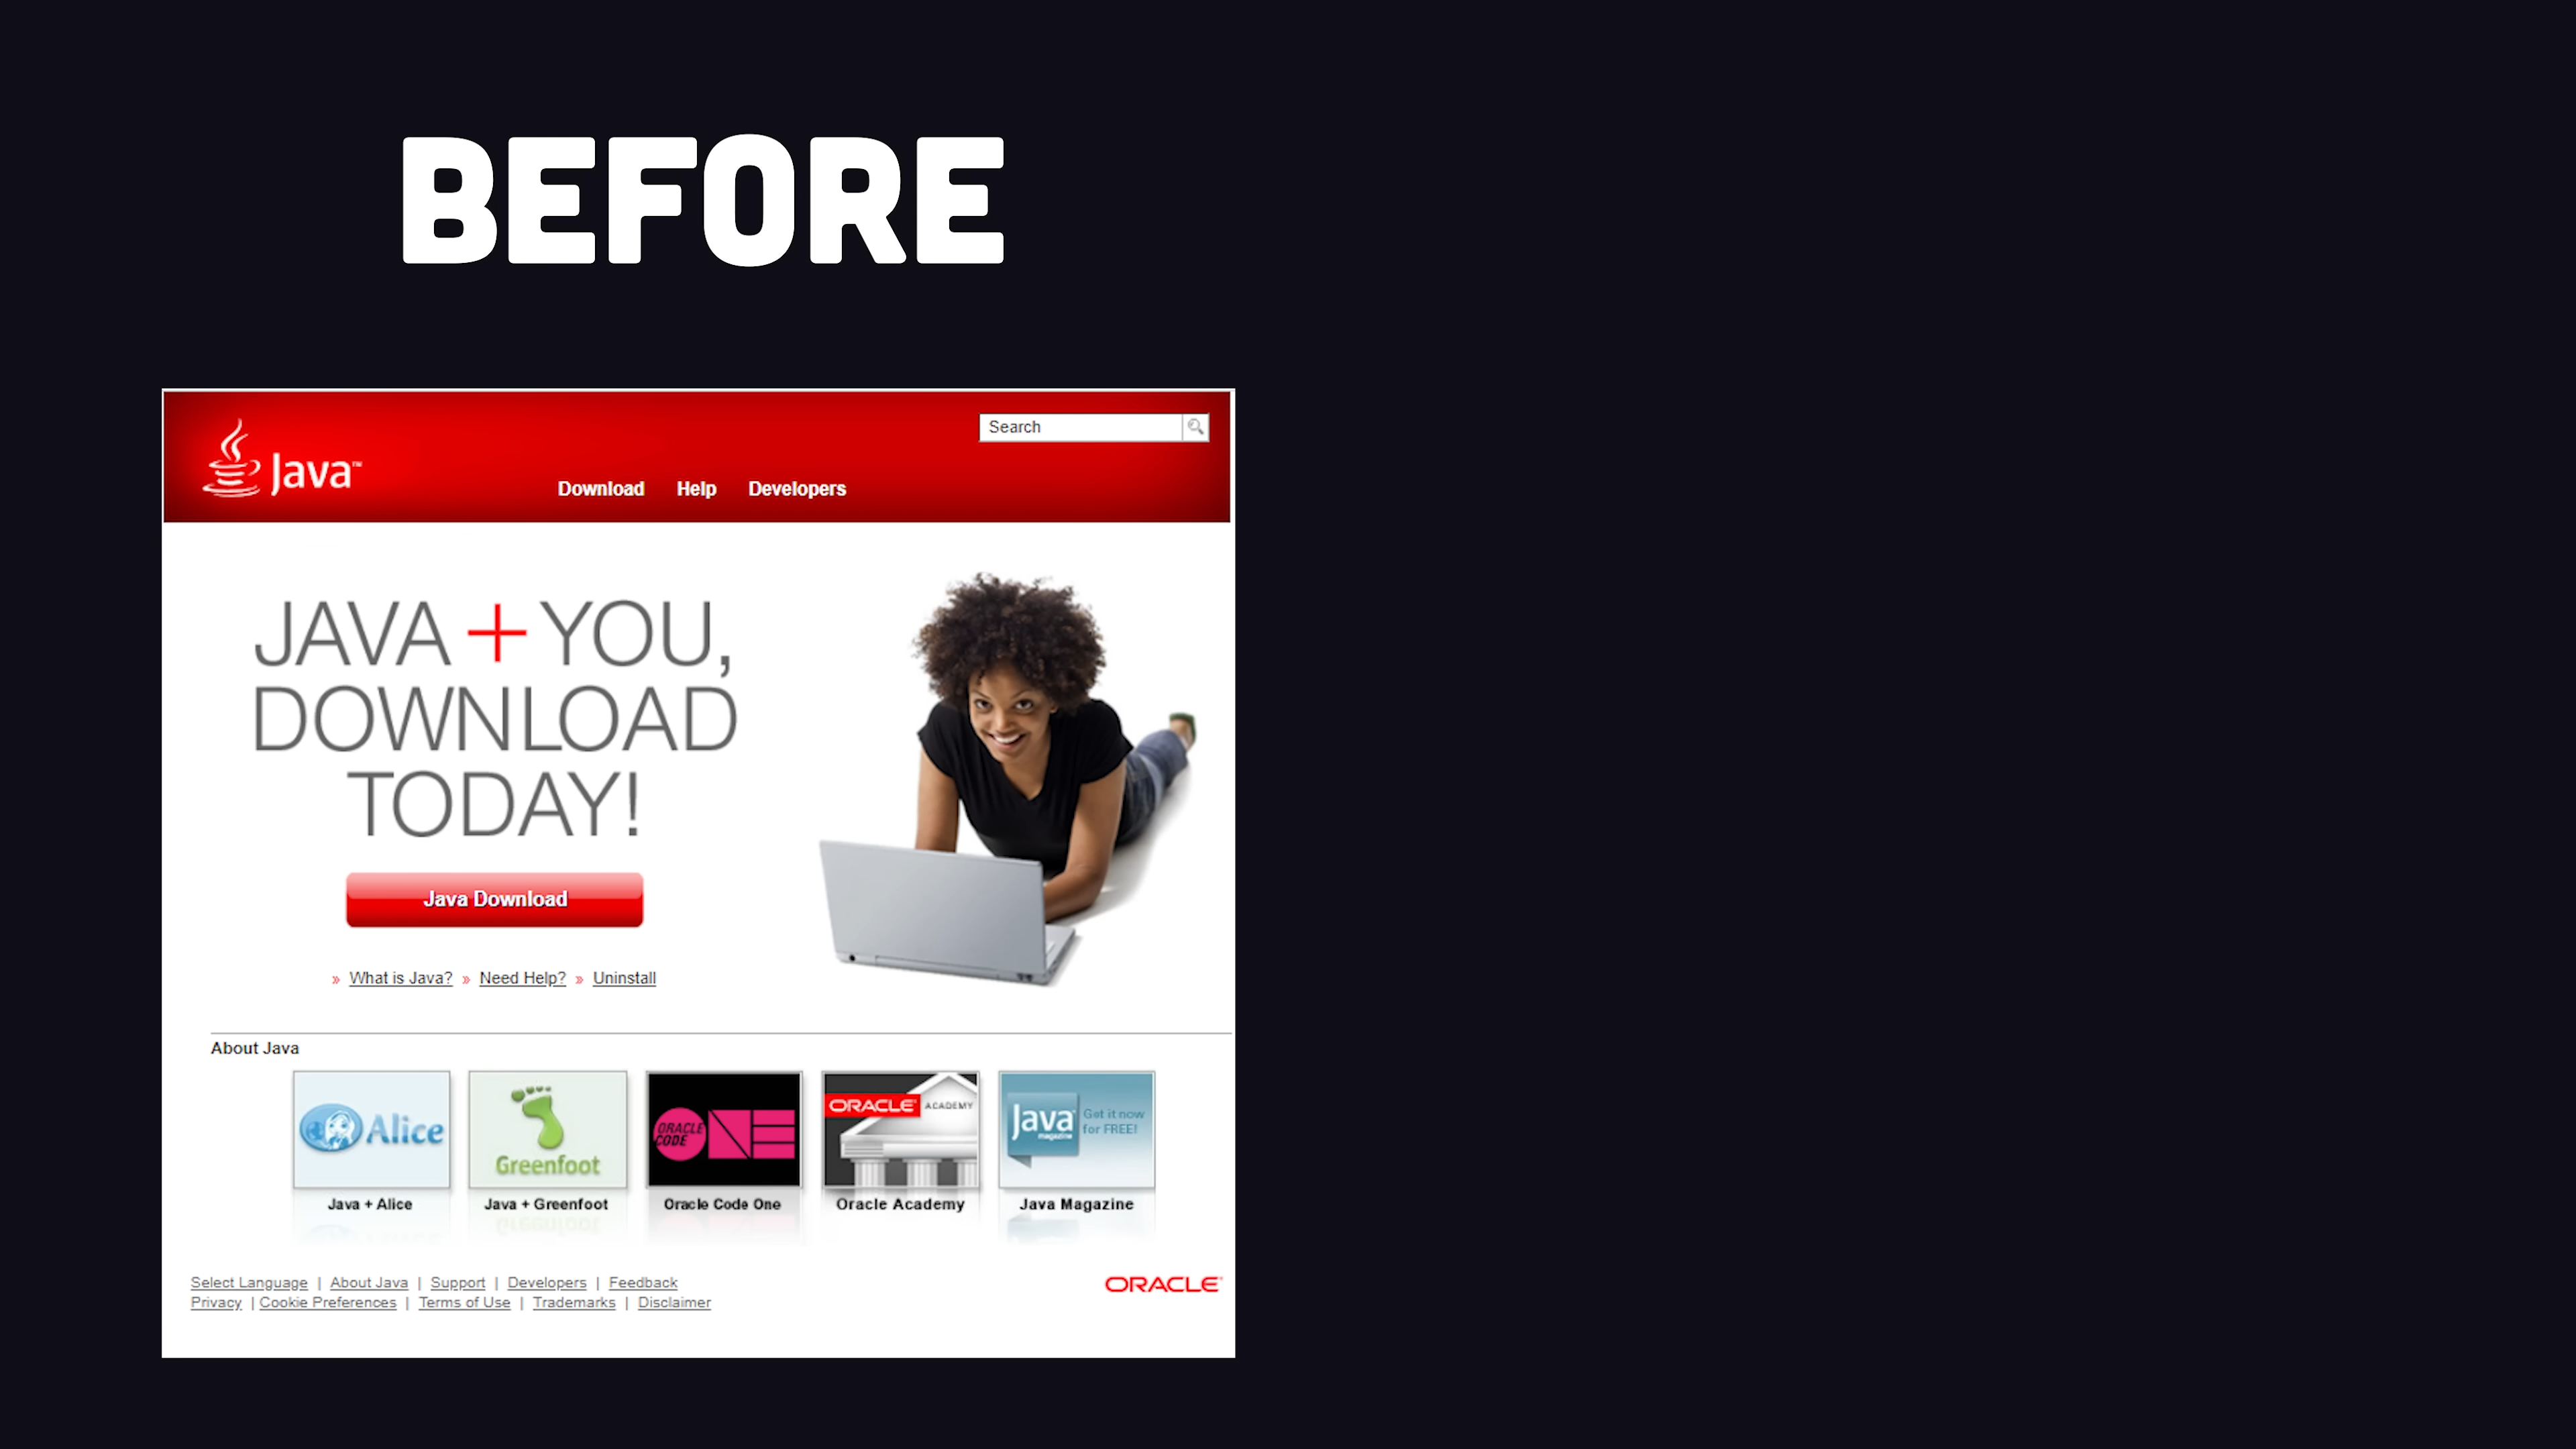 BEFORE
Search
Java™
Download Help Developers
JAVA + YOU,
DOWNLOAD
TODAY!
Java Download
» What is Java? » Need Help? » Uninstall
About Java
Alice
Greenfoot
ORACLE CODE ONE
ORACLE ACADEMY
Java magazine Get it now for FREE!
Java + Alice
Java + Greenfoot
Oracle Code One
Oracle Academy
Java Magazine
Select Language | About Java | Support | Developers | Feedback
Privacy | Cookie Preferences | Terms of Use | Trademarks | Disclaimer
ORACLE